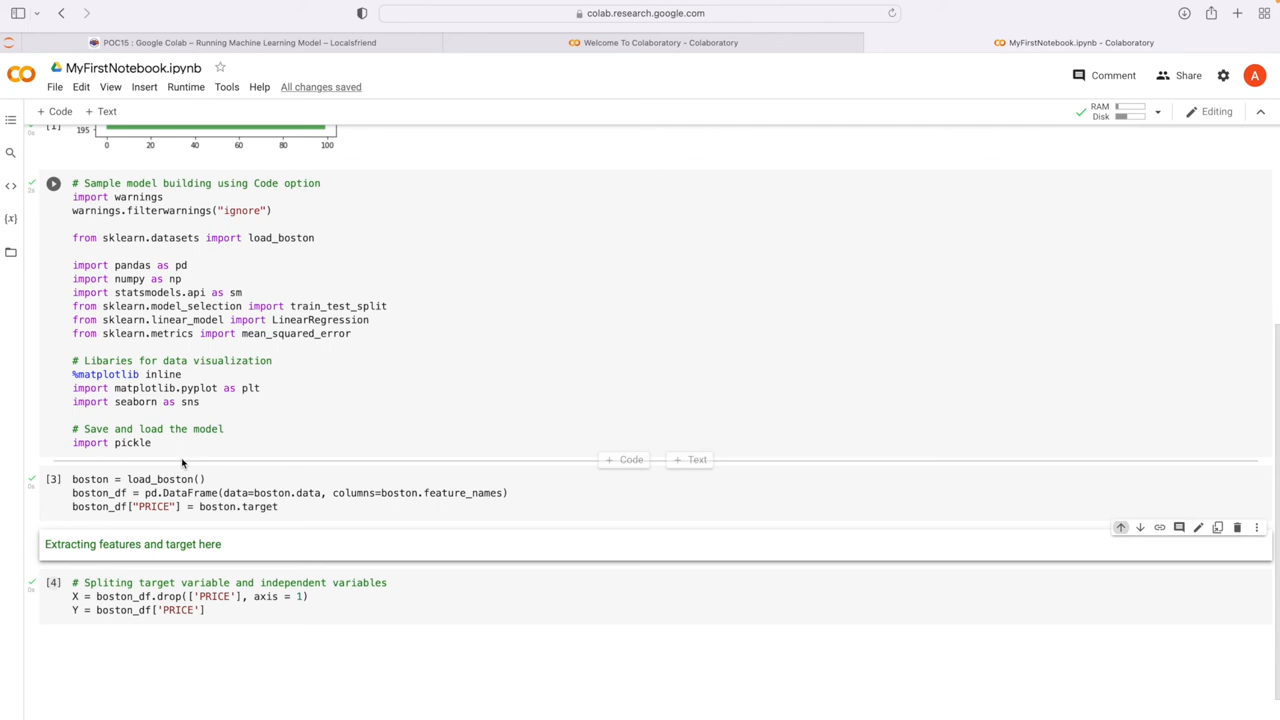 colab.research.google.com
POC15 : Google Colab – Running Machine Learning Model – Localsfriend
Welcome To Colaboratory - Colaboratory
MyFirstNotebook.ipynb - Colaboratory
MyFirstNotebook.ipynb
File Edit View Insert Runtime Tools Help All changes saved
Comment Share A
+ Code + Text
RAM
Disk
Editing
[1]
0s
195
0 20 40 60 80 100
2s
# Sample model building using Code option
import warnings
warnings.filterwarnings("ignore")
from sklearn.datasets import load_boston
import pandas as pd
import numpy as np
import statsmodels.api as sm
from sklearn.model_selection import train_test_split
from sklearn.linear_model import LinearRegression
from sklearn.metrics import mean_squared_error
# Libaries for data visualization
%matplotlib inline
import matplotlib.pyplot as plt
import seaborn as sns
# Save and load the model
import pickle
+ Code + Text
[3] boston = load_boston()
0s
boston_df = pd.DataFrame(data=boston.data, columns=boston.feature_names)
boston_df["PRICE"] = boston.target
Extracting features and target here
[4] # Spliting target variable and independent variables
0s
X = boston_df.drop(['PRICE'], axis = 1)
Y = boston_df['PRICE']